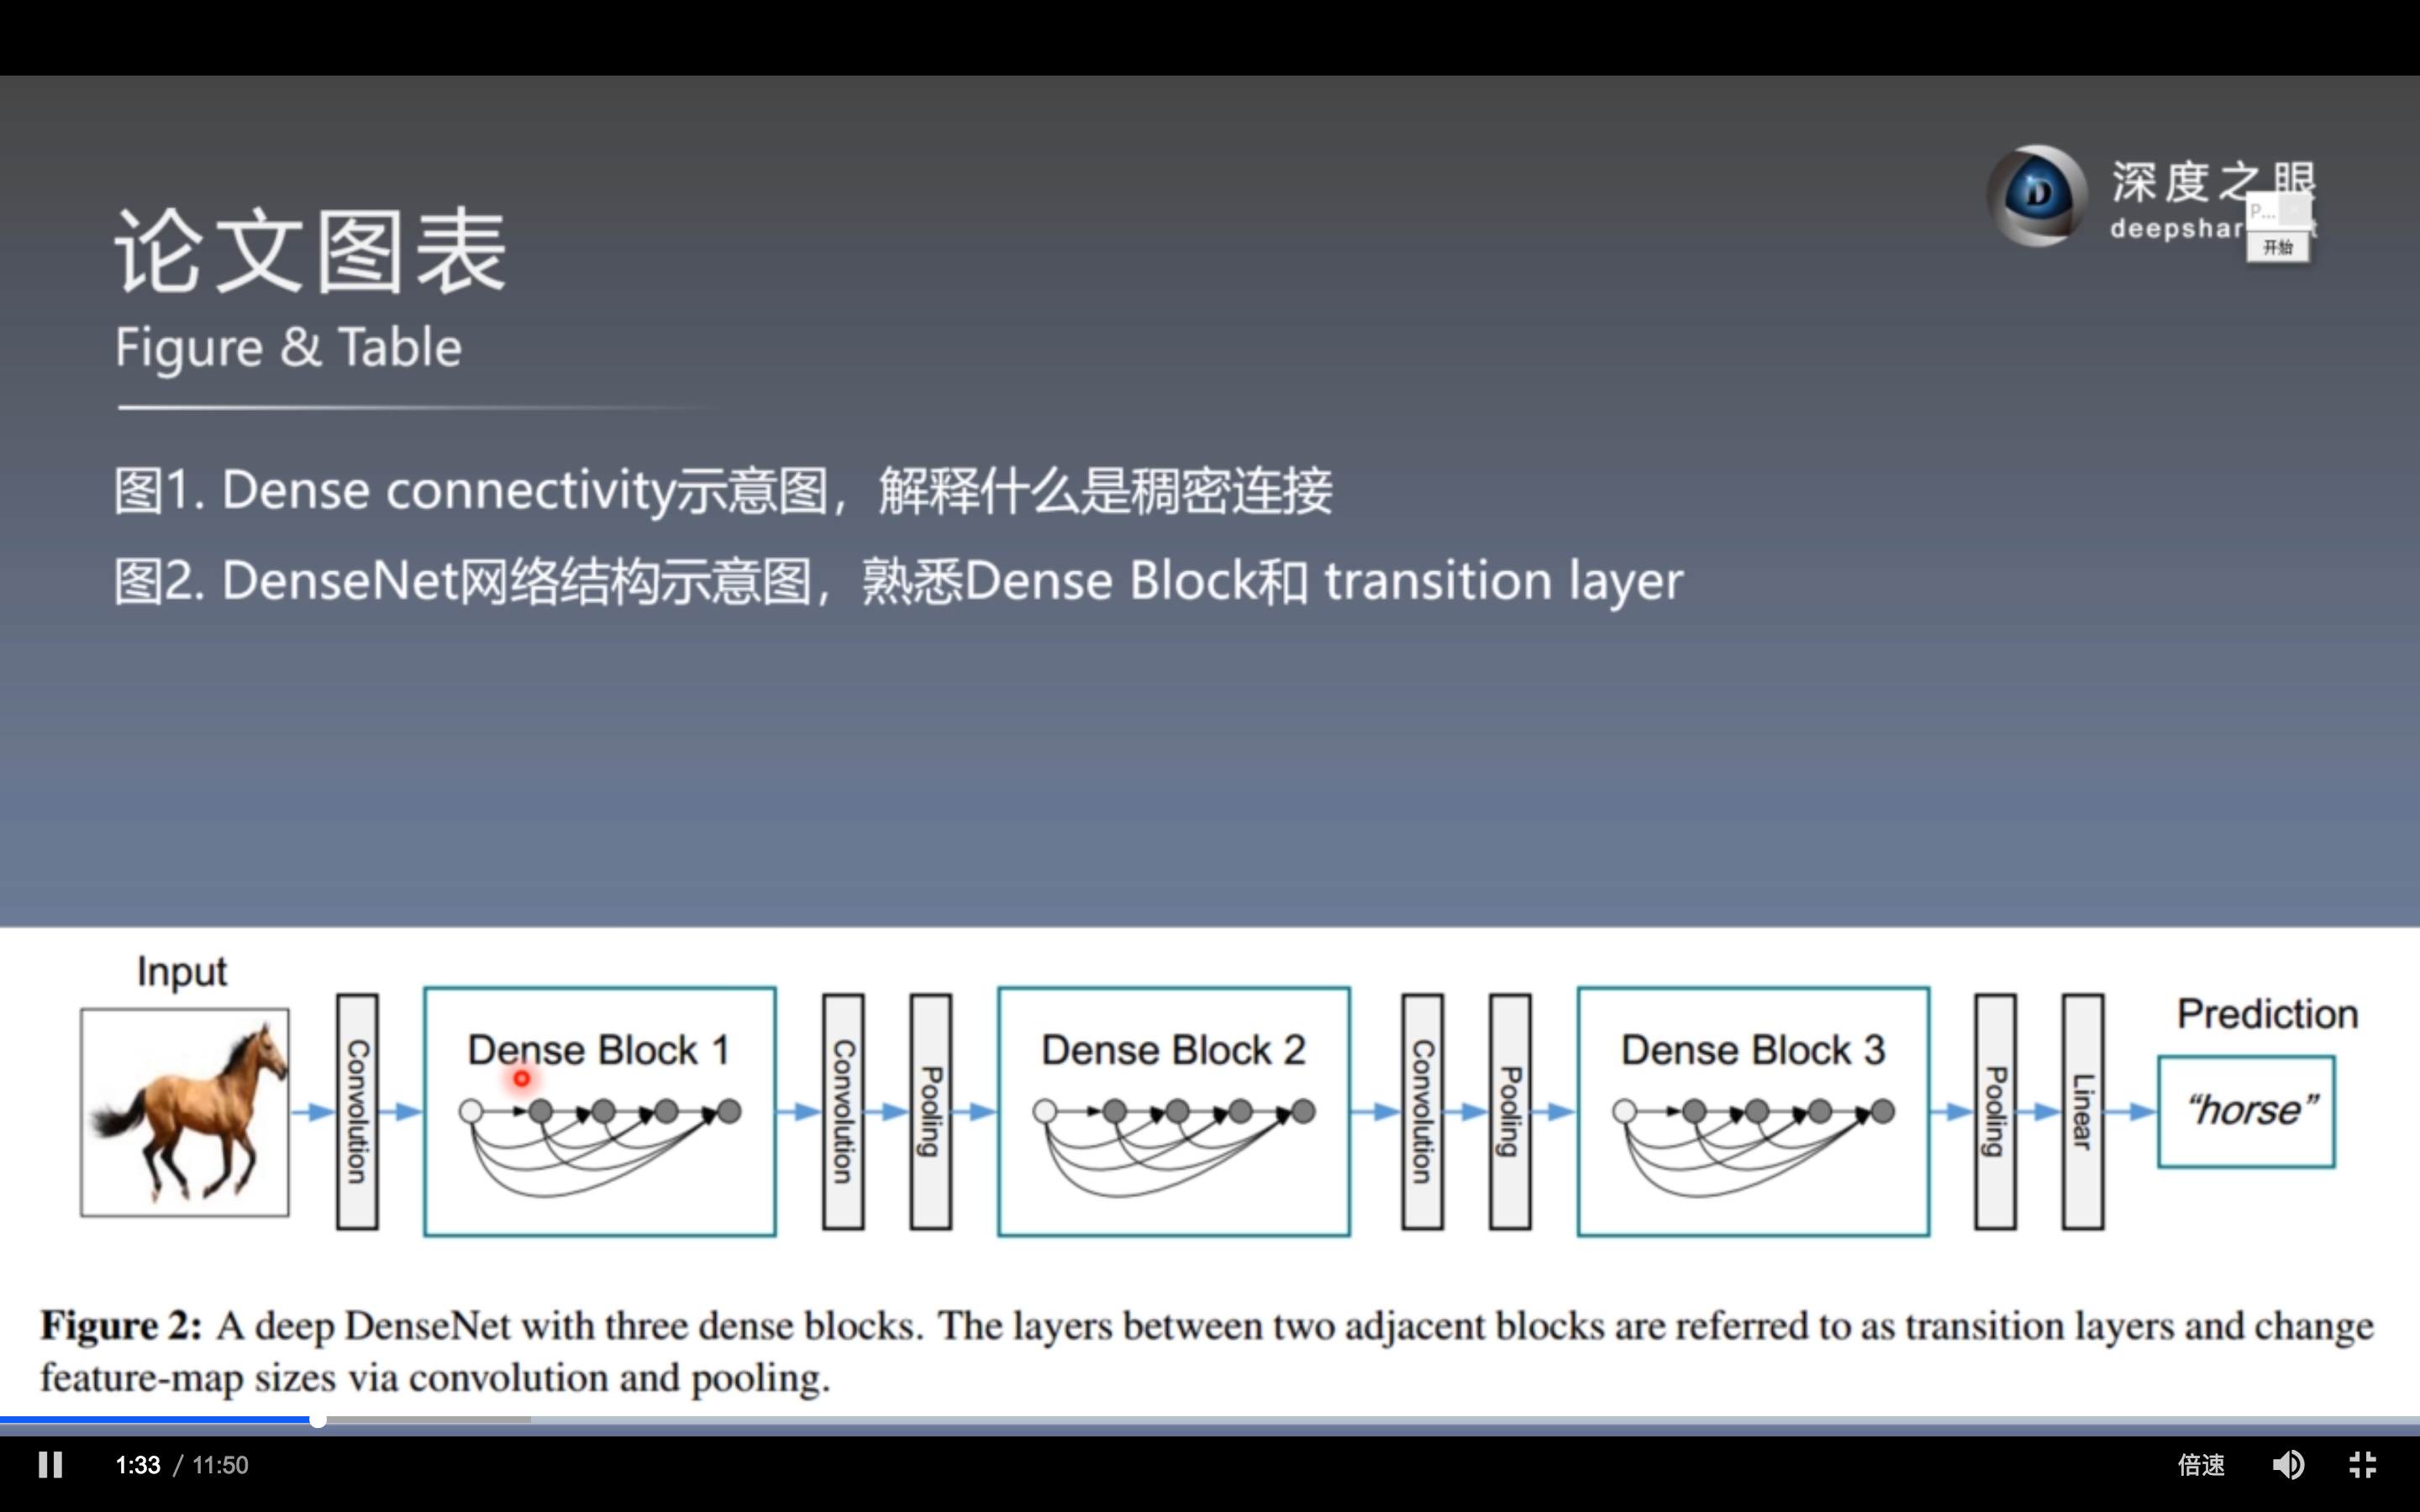 论文图表
Figure & Table
深度之眼
deepshar
P...
开始
图1. Dense connectivity示意图，解释什么是稠密连接
图2. DenseNet网络结构示意图，熟悉Dense Block和 transition layer
Input
Convolution
Dense Block 1
Convolution
Pooling
Dense Block 2
Convolution
Pooling
Dense Block 3
Pooling
Linear
Prediction
“horse”
Figure 2: A deep DenseNet with three dense blocks. The layers between two adjacent blocks are referred to as transition layers and change
feature-map sizes via convolution and pooling.
1:33 / 11:50
倍速